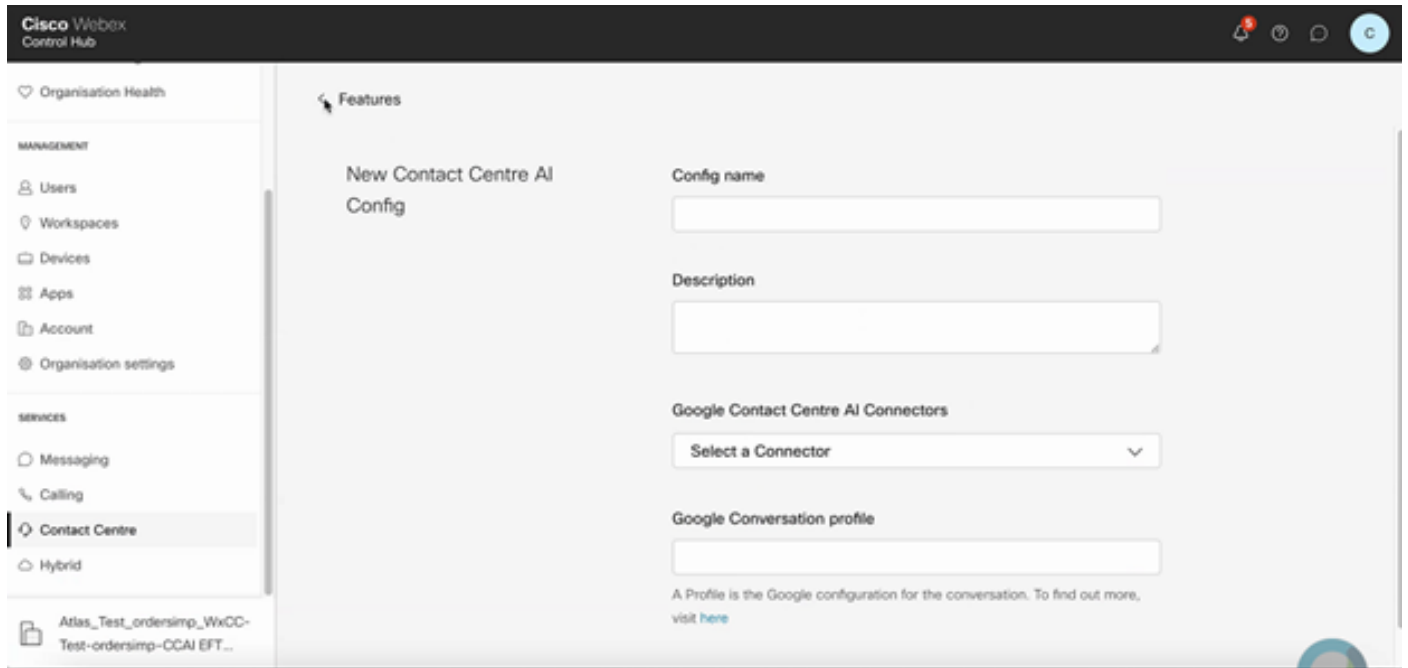 Cisco Webex
Control Hub
5
C
Organisation Health
MANAGEMENT
Users
Workspaces
Devices
Apps
Account
Organisation settings
SERVICES
Messaging
Calling
Contact Centre
Hybrid
Atlas_Test_ordersimp_WxCC-
Test-ordersimp-CCAI EFT...
Features
New Contact Centre AI
Config
Config name
Description
Google Contact Centre AI Connectors
Select a Connector
Google Conversation profile
A Profile is the Google configuration for the conversation. To find out more,
visit here